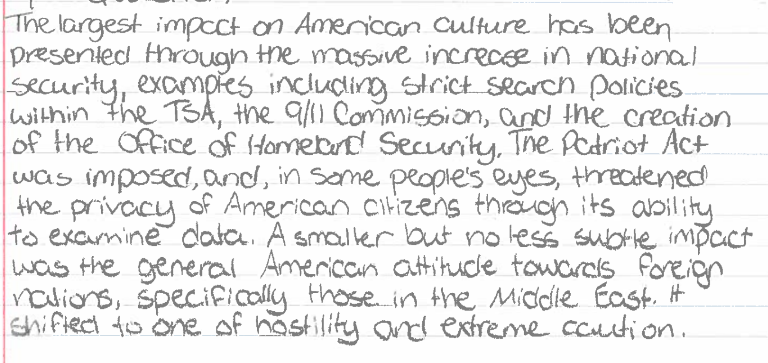 The largest impact on American culture has been
presented through the massive increase in national
security, examples including strict search policies
within the TSA, the 9/11 Commission, and the creation
of the Office of Homeland Security. The Patriot Act
was imposed, and, in some people's eyes, threatened
the privacy of American citizens through its ability
to examine data. A smaller but no less subtle impact
was the general American attitude towards foreign
nations, specifically those in the Middle East. It
shifted to one of hostility and extreme caution.